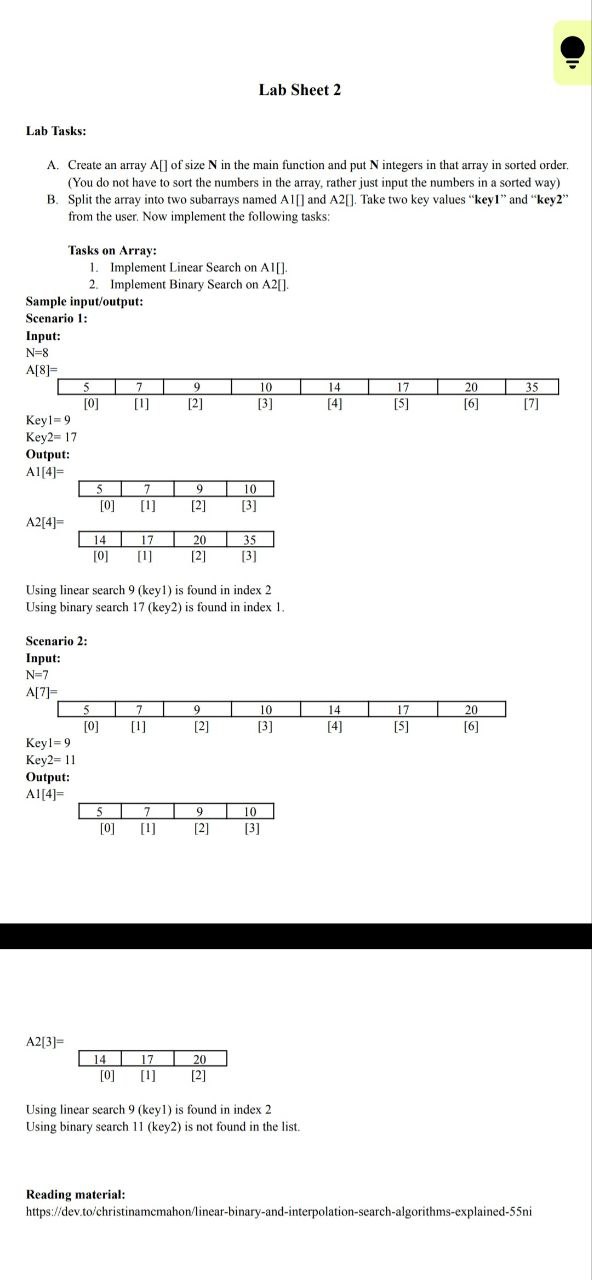 Lab Sheet 2
Lab Tasks:
A. Create an array A[] of size N in the main function and put N integers in that array in sorted order.
(You do not have to sort the numbers in the array, rather just input the numbers in a sorted way)
B. Split the array into two subarrays named A1[] and A2[]. Take two key values “key1” and “key2”
from the user. Now implement the following tasks:
Tasks on Array:
1. Implement Linear Search on A1[].
2. Implement Binary Search on A2[].
Sample input/output:
Scenario 1:
Input:
N=8
A[8]=
5 7 9 10 14 17 20 35
[0] [1] [2] [3] [4] [5] [6] [7]
Key1= 9
Key2= 17
Output:
A1[4]=
5 7 9 10
[0] [1] [2] [3]
A2[4]=
14 17 20 35
[0] [1] [2] [3]
Using linear search 9 (key1) is found in index 2
Using binary search 17 (key2) is found in index 1.
Scenario 2:
Input:
N=7
A[7]=
5 7 9 10 14 17 20
[0] [1] [2] [3] [4] [5] [6]
Key1= 9
Key2= 11
Output:
A1[4]=
5 7 9 10
[0] [1] [2] [3]
A2[3]=
14 17 20
[0] [1] [2]
Using linear search 9 (key1) is found in index 2
Using binary search 11 (key2) is not found in the list.
Reading material:
https://dev.to/christinamcmahon/linear-binary-and-interpolation-search-algorithms-explained-55ni